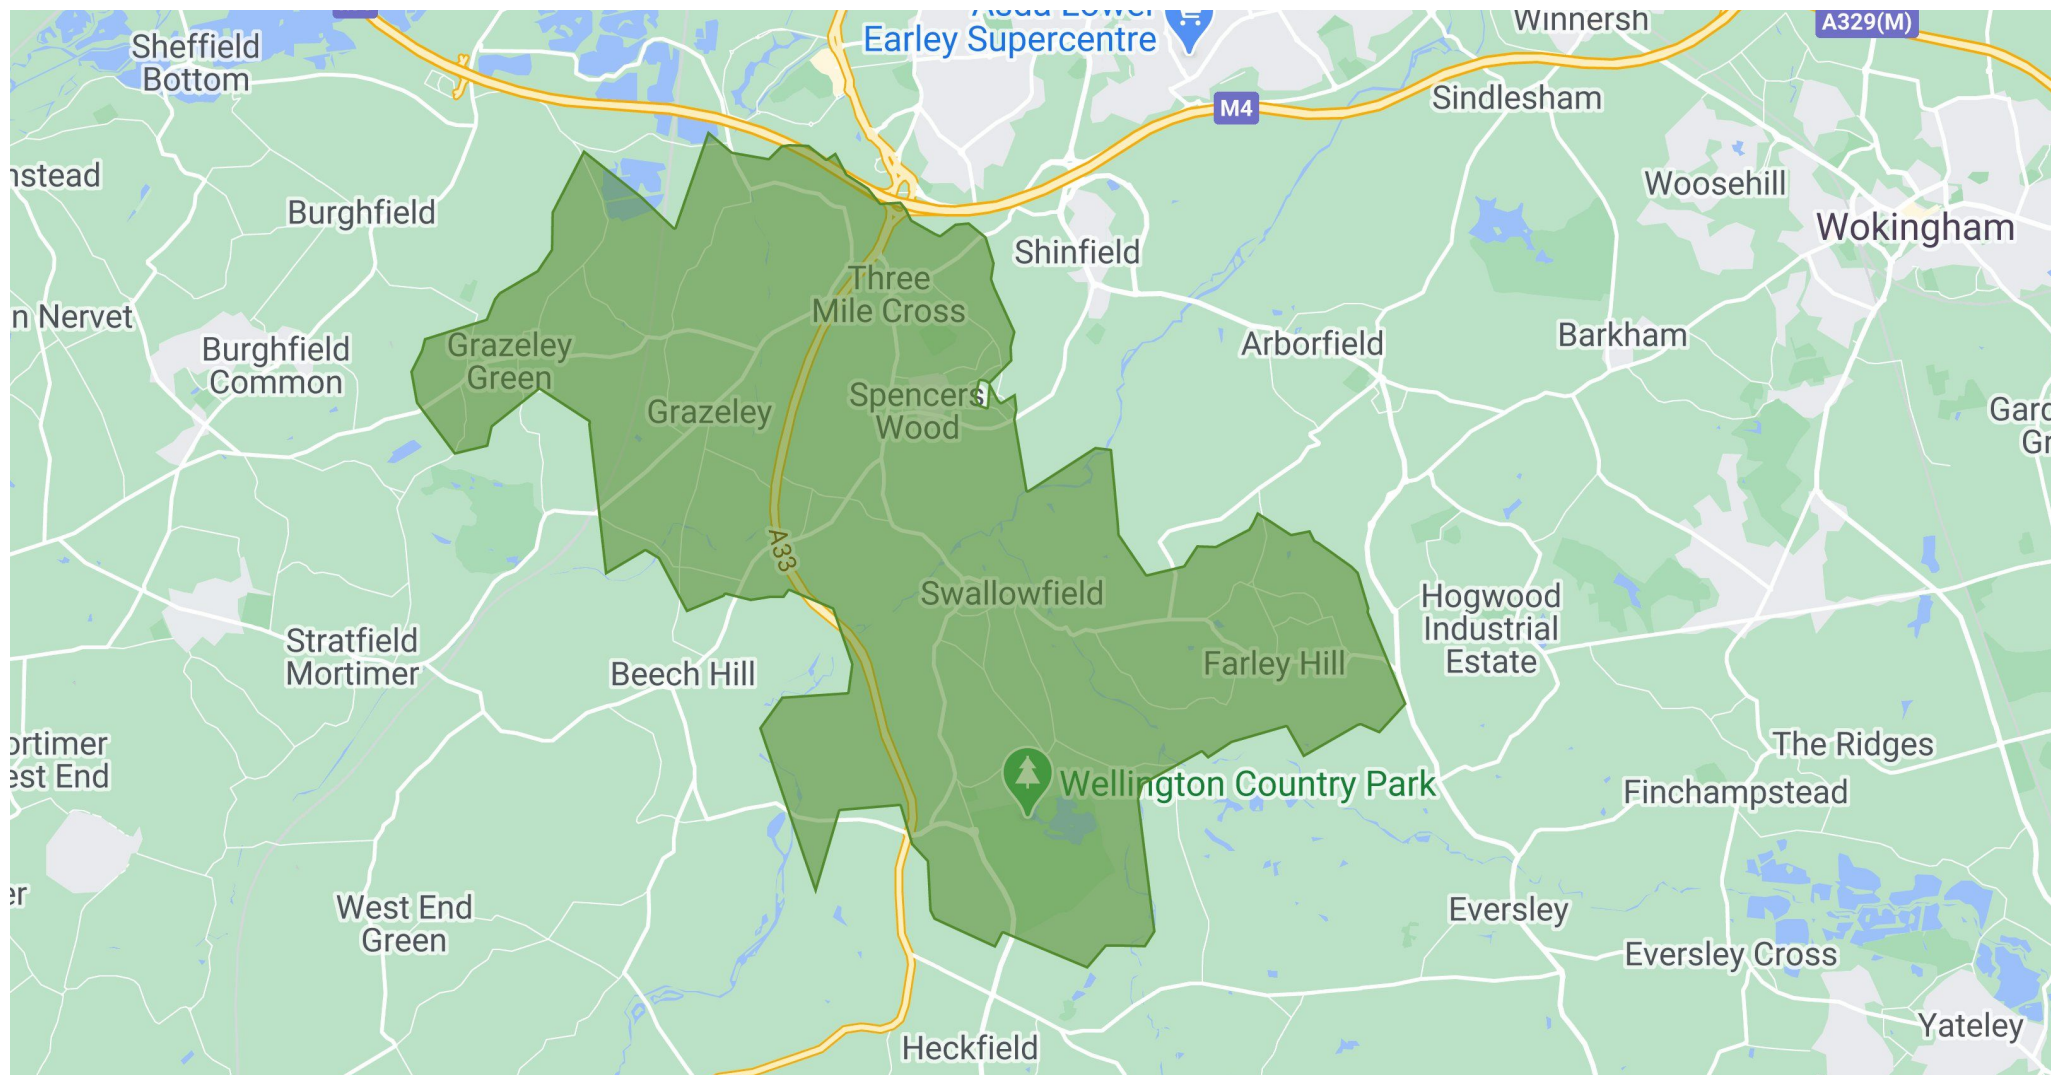 Asda Lower
Earley Supercentre
Winnersh
A329(M)
Sheffield
Bottom
M4
Sindlesham
Burghfield
Woosehill
Wokingham
Shinfield
Three
Mile Cross
n Nervet
Burghfield
Common
Grazeley
Green
Grazeley
Spencers
Wood
Arborfield
Barkham
A33
Swallowfield
Hogwood
Industrial
Estate
Stratfield
Mortimer
Beech Hill
Farley Hill
ortimer
est End
Wellington Country Park
The Ridges
Finchampstead
West End
Green
Eversley
Eversley Cross
Heckfield
Yateley